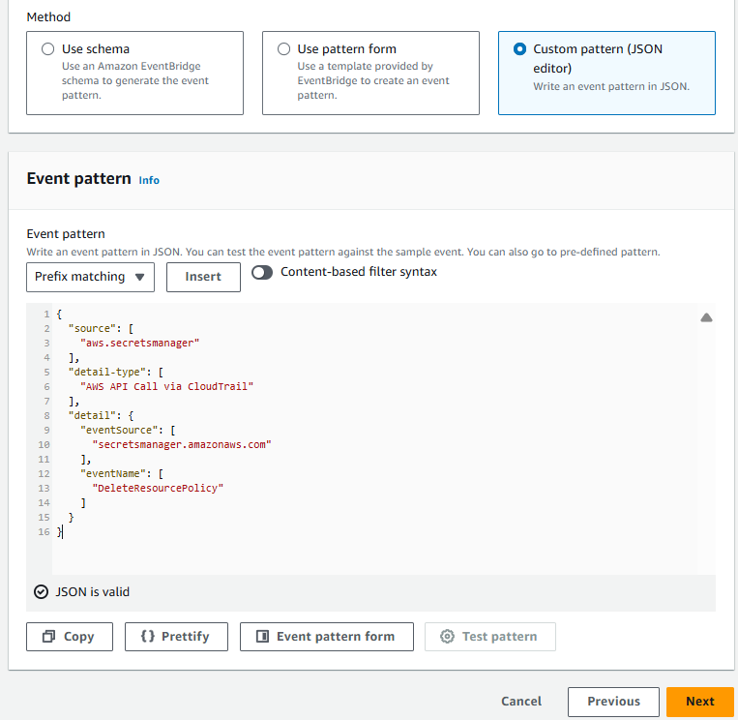 Method
Use schema
Use an Amazon EventBridge
schema to generate the event
pattern.
Use pattern form
Use a template provided by
EventBridge to create an event
pattern.
Custom pattern (JSON
editor)
Write an event pattern in JSON.
Event pattern Info
Event pattern
Write an event pattern in JSON. You can test the event pattern against the sample event. You can also go to pre-defined pattern.
Prefix matching Insert Content-based filter syntax
1 {
2 "source": [
3 "aws.secretsmanager"
4 ],
5 "detail-type": [
6 "AWS API Call via CloudTrail"
7 ],
8 "detail": {
9 "eventSource": [
10 "secretsmanager.amazonaws.com"
11 ],
12 "eventName": [
13 "DeleteResourcePolicy"
14 ]
15 }
16 }
JSON is valid
Copy {} Prettify Event pattern form Test pattern
Cancel Previous Next